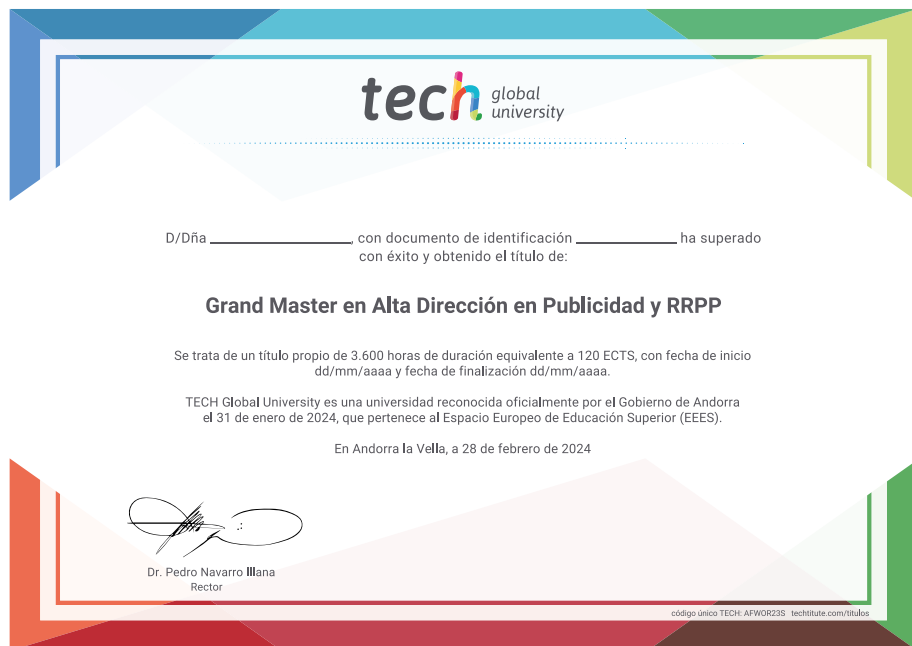 tech global
university
D/Dña ____________, con documento de identificación ____________ ha superado
con éxito y obtenido el título de:
Grand Master en Alta Dirección en Publicidad y RRPP
Se trata de un título propio de 3.600 horas de duración equivalente a 120 ECTS, con fecha de inicio
dd/mm/aaaa y fecha de finalización dd/mm/aaaa.
TECH Global University es una universidad reconocida oficialmente por el Gobierno de Andorra
el 31 de enero de 2024, que pertenece al Espacio Europeo de Educación Superior (EEES).
En Andorra la Vella, a 28 de febrero de 2024
Dr. Pedro Navarro Illana
Rector
código único TECH: AFWOR23S techtitute.com/titulos